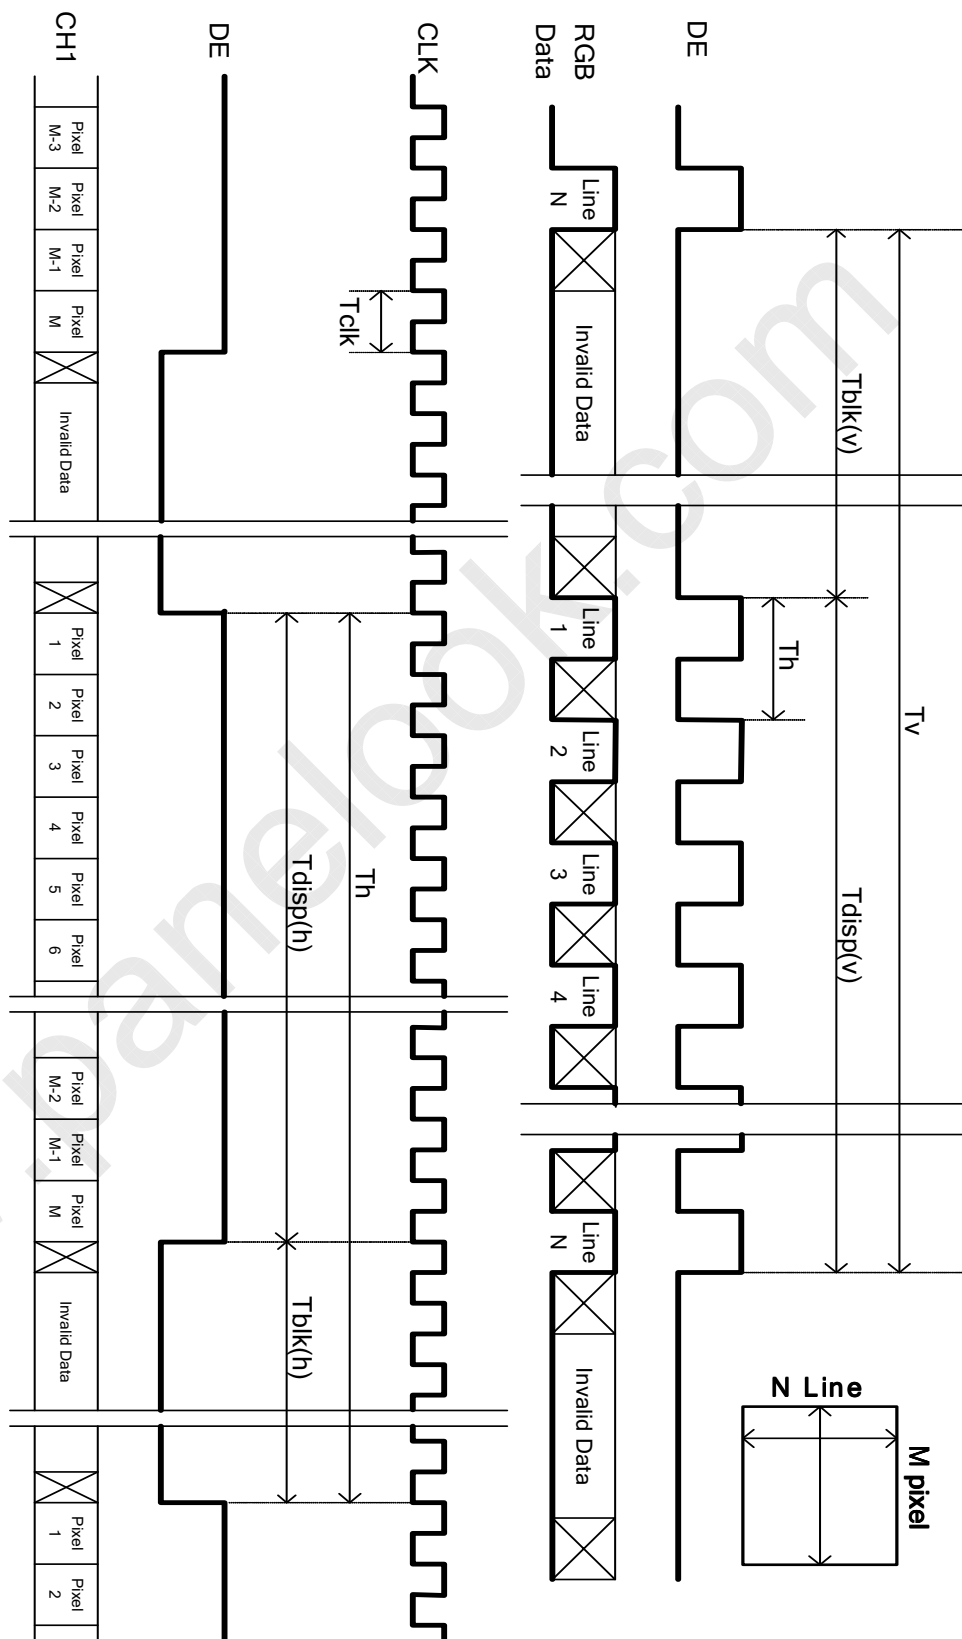 Tv
Tblk(v)
Tdisp(v)
Th
DE
RGB
Data
Line
N
Invalid Data
Line
1
Line
2
Line
3
Line
4
Line
N
Invalid Data
M pixel
N Line
Tclk
CLK
Th
Tdisp(h)
Tblk(h)
DE
CH1
Pixel
M-3
Pixel
M-2
Pixel
M-1
Pixel
M
Invalid Data
Pixel
1
Pixel
2
Pixel
3
Pixel
4
Pixel
5
Pixel
6
Pixel
M-2
Pixel
M-1
Pixel
M
Invalid Data
Pixel
1
Pixel
2
.panelook.com